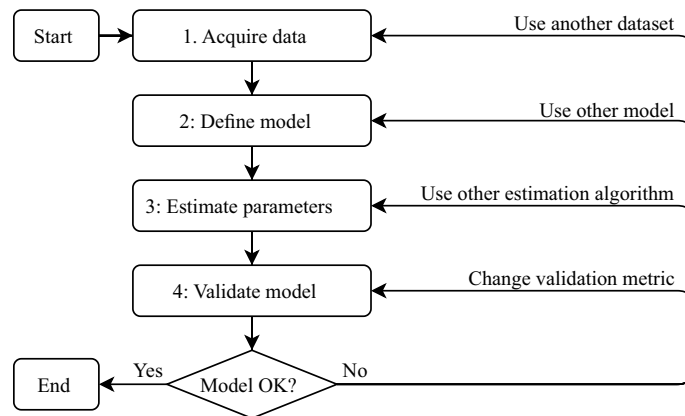 Start
1. Acquire data
Use another dataset
2: Define model
Use other model
3: Estimate parameters
Use other estimation algorithm
4: Validate model
Change validation metric
Yes
No
End
Model OK?